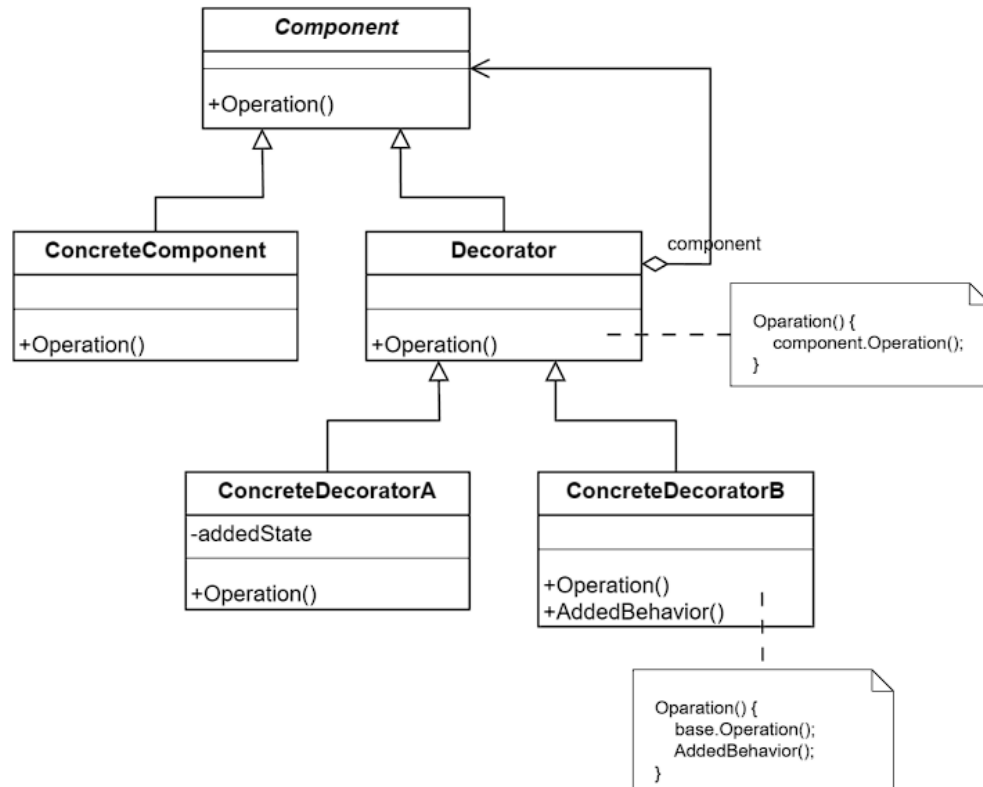 Component
+Operation()
ConcreteComponent
+Operation()
Decorator
+Operation()
component
Oparation() {
component.Operation();
}
ConcreteDecoratorA
-addedState
+Operation()
ConcreteDecoratorB
+Operation()
+AddedBehavior()
Oparation() {
base.Operation();
AddedBehavior();
}